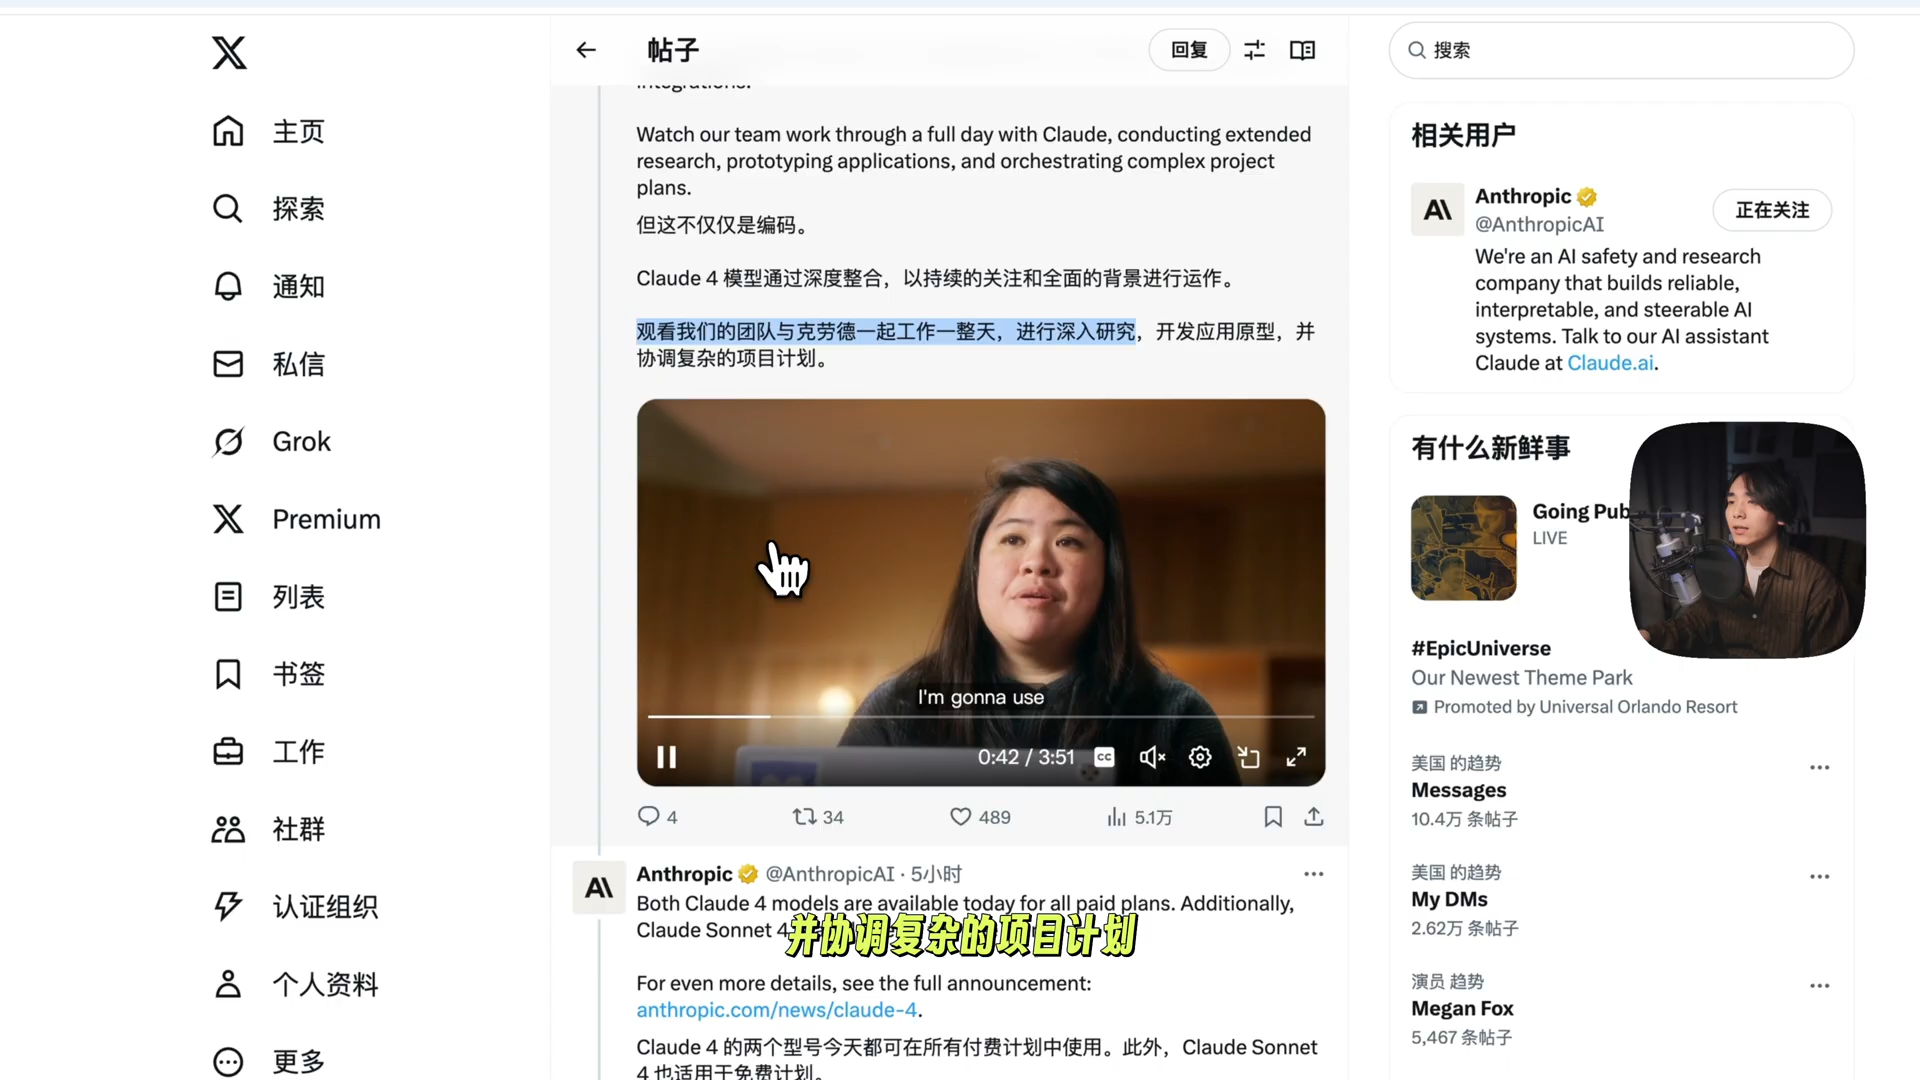 主页
探索
通知
私信
Grok
Premium
列表
书签
工作
社群
认证组织
个人资料
更多
帖子
回复
integrations.
Watch our team work through a full day with Claude, conducting extended
research, prototyping applications, and orchestrating complex project
plans.
但这不仅仅是编码。
Claude 4 模型通过深度整合，以持续的关注和全面的背景进行运作。
观看我们的团队与克劳德一起工作一整天，进行深入研究，开发应用原型，并
协调复杂的项目计划。
I'm gonna use
0:42 / 3:51
CC
4
34
489
5.1万
Anthropic @AnthropicAI · 5小时
Both Claude 4 models are available today for all paid plans. Additionally,
Claude Sonnet 4
并协调复杂的项目计划
For even more details, see the full announcement:
anthropic.com/news/claude-4.
Claude 4 的两个型号今天都可在所有付费计划中使用。此外，Claude Sonnet
4 也适用于免费计划。
搜索
相关用户
Anthropic
@AnthropicAI
正在关注
We're an AI safety and research
company that builds reliable,
interpretable, and steerable AI
systems. Talk to our AI assistant
Claude at Claude.ai.
有什么新鲜事
Going Pub
LIVE
#EpicUniverse
Our Newest Theme Park
Promoted by Universal Orlando Resort
美国 的趋势
Messages
10.4万 条帖子
美国 的趋势
My DMs
2.62万 条帖子
演员 趋势
Megan Fox
5,467 条帖子